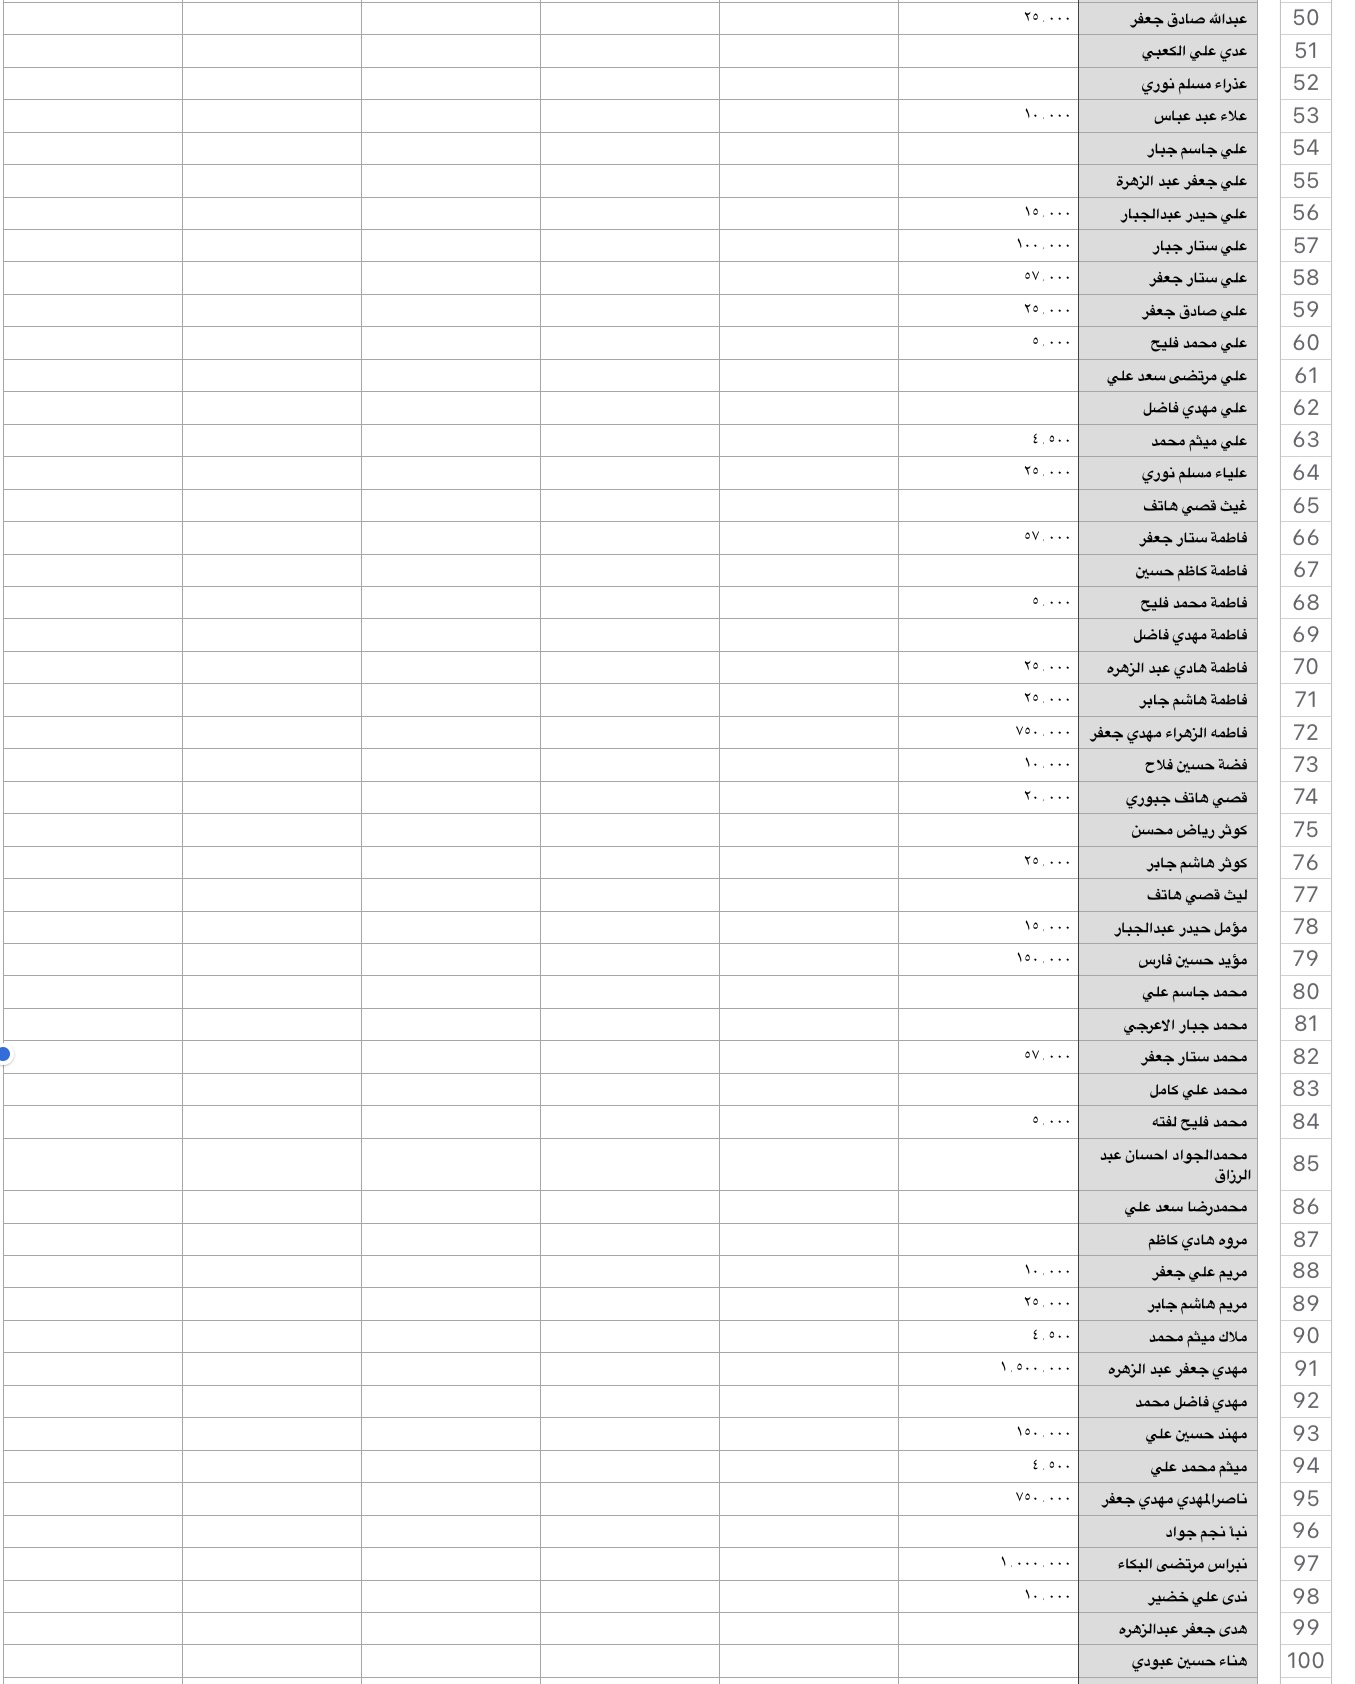 50 عبدالله صادق جعفر ٢٥.٠٠٠
51 عدي علي الكعبي
52 عذراء مسلم نوري
53 علاء عبد عباس ١٠.٠٠٠
54 علي جاسم جبار
55 علي جعفر عبد الزهرة
56 علي حيدر عبدالجبار ١٥.٠٠٠
57 علي ستار جبار ١٠٠.٠٠٠
58 علي ستار جعفر ٥٧.٠٠٠
59 علي صادق جعفر ٢٥.٠٠٠
60 علي محمد فليح ٥.٠٠٠
61 علي مرتضى سعد علي
62 علي مهدي فاضل
63 علي ميثم محمد ٤.٥٠٠
64 علياء مسلم نوري ٢٥.٠٠٠
65 غيث قصي هاتف
66 فاطمة ستار جعفر ٥٧.٠٠٠
67 فاطمة كاظم حسين
68 فاطمة محمد فليح ٥.٠٠٠
69 فاطمة مهدي فاضل
70 فاطمة هادي عبد الزهره ٢٥.٠٠٠
71 فاطمة هاشم جابر ٢٥.٠٠٠
72 فاطمه الزهراء مهدي جعفر ٧٥٠.٠٠٠
73 فضة حسين فلاح ١٠.٠٠٠
74 قصي هاتف جبوري ٢٠.٠٠٠
75 كوثر رياض محسن
76 كوثر هاشم جابر ٢٥.٠٠٠
77 ليث قصي هاتف
78 مؤمل حيدر عبدالجبار ١٥.٠٠٠
79 مؤيد حسين فارس ١٥٠.٠٠٠
80 محمد جاسم علي
81 محمد جبار الاعرجي
82 محمد ستار جعفر ٥٧.٠٠٠
83 محمد علي كامل
84 محمد فليح لفته ٥.٠٠٠
85 محمدالجواد احسان عبد
الرزاق
86 محمدرضا سعد علي
87 مروه هادي كاظم
88 مريم علي جعفر ١٠.٠٠٠
89 مريم هاشم جابر ٢٥.٠٠٠
90 ملاك ميثم محمد ٤.٥٠٠
91 مهدي جعفر عبد الزهره ١.٥٠٠.٠٠٠
92 مهدي فاضل محمد
93 مهند حسين علي ١٥٠.٠٠٠
94 ميثم محمد علي ٤.٥٠٠
95 ناصرالمهدي مهدي جعفر ٧٥٠.٠٠٠
96 نبأ نجم جواد
97 نبراس مرتضى البكاء ١.٠٠٠.٠٠٠
98 ندى علي خضير ١٠.٠٠٠
99 هدى جعفر عبدالزهره
100 هناء حسين عبودي